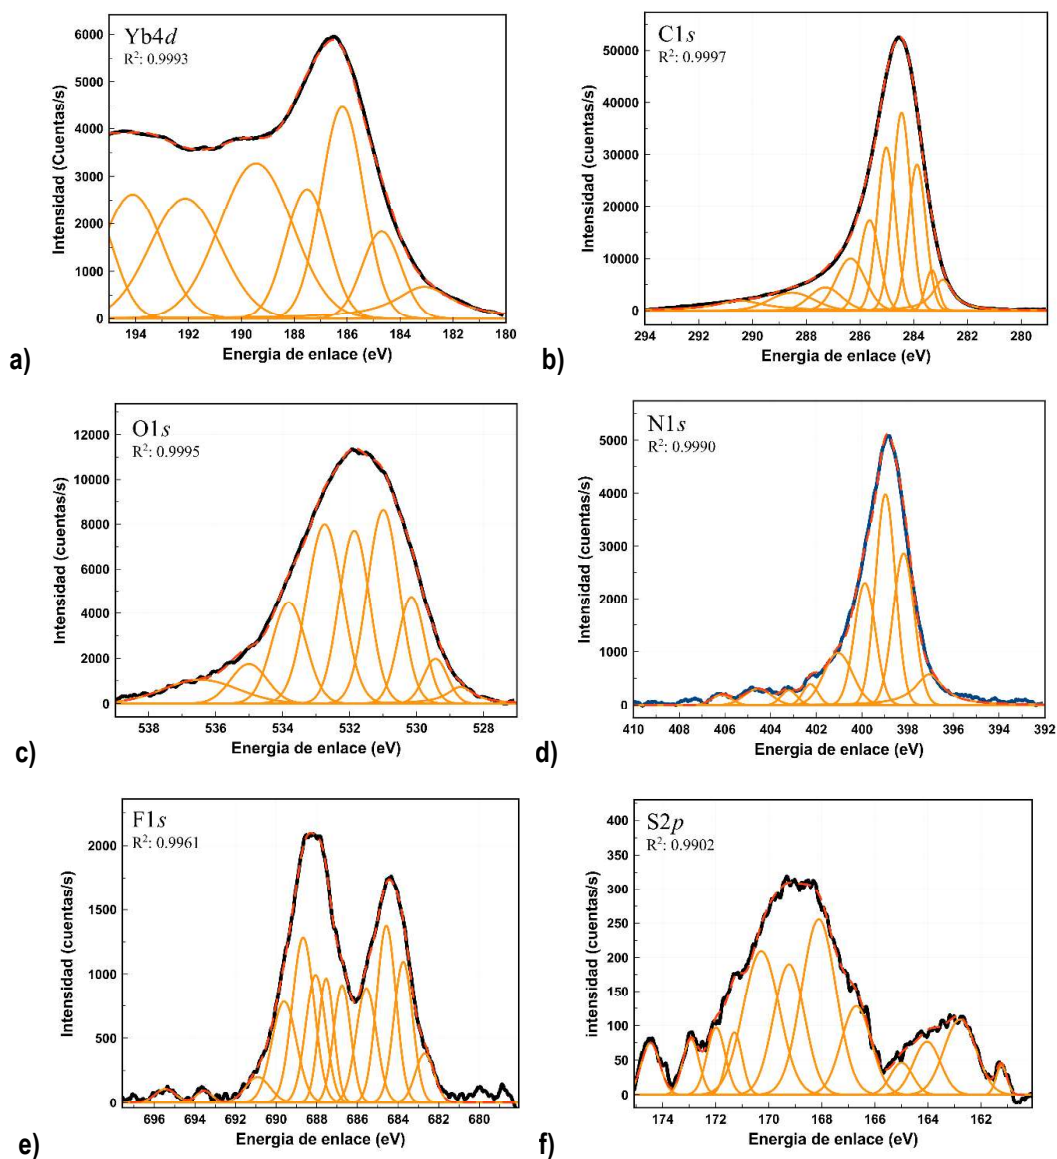 Yb4d
R²: 0.9993
Intensidad (Cuentas/s)
6000
5000
4000
3000
2000
1000
0
194 192 190 188 186 184 182 180
Energia de enlace (eV)
a)
C1s
R²: 0.9997
Intensidad (cuentas/s)
50000
40000
30000
20000
10000
0
294 292 290 288 286 284 282 280
Energia de enlace (eV)
b)
O1s
R²: 0.9995
Intensidad (cuentas/s)
12000
10000
8000
6000
4000
2000
0
538 536 534 532 530 528
Energia de enlace (eV)
c)
N1s
R²: 0.9990
Intensidad (cuentas/s)
5000
4000
3000
2000
1000
0
410 408 406 404 402 400 398 396 394 392
Energia de enlace (eV)
d)
F1s
R²: 0.9961
Intensidad (cuentas/s)
2000
1500
1000
500
0
696 694 692 690 688 686 684 682 680
Energia de enlace (eV)
e)
S2p
R²: 0.9902
intensidad (cuentas/s)
400
350
300
250
200
150
100
50
0
174 172 170 168 166 164 162
Energia de enlace (eV)
f)